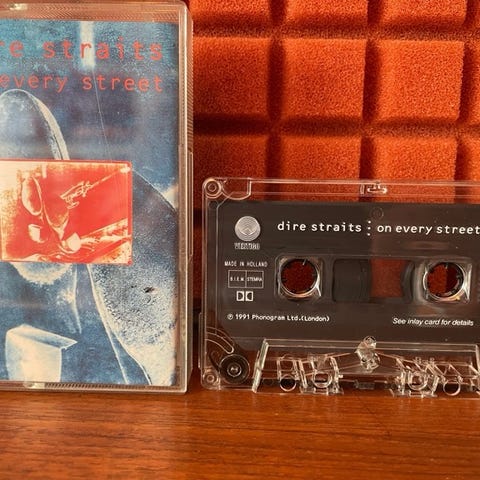 re straits
every street
VERTIGO
dire straits : on every street
MADE IN HOLLAND
B.I.E.M. STEMRA
℗ 1991 Phonogram Ltd.(London)
See inlay card for details